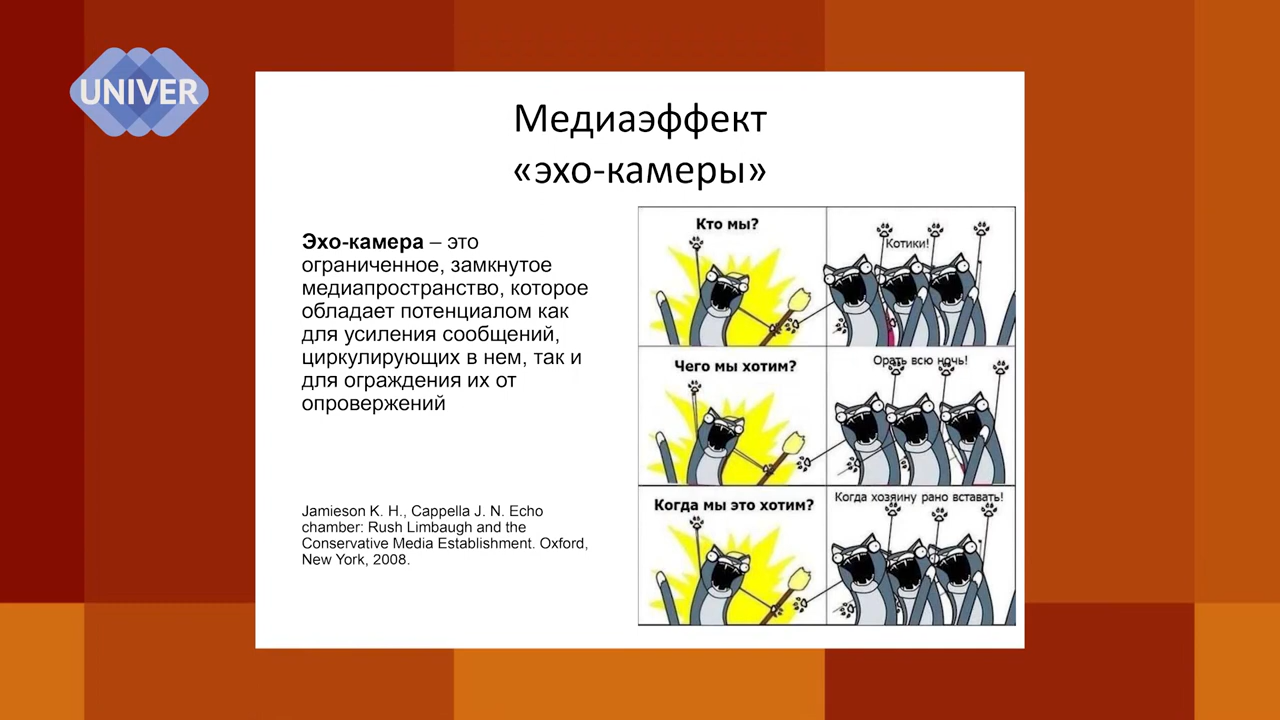 UNIVER
Медиаэффект
«эхо-камеры»
Эхо-камера – это
ограниченное, замкнутое
медиапространство, которое
обладает потенциалом как
для усиления сообщений,
циркулирующих в нем, так и
для ограждения их от
опровержений
Jamieson K. H., Cappella J. N. Echo
chamber: Rush Limbaugh and the
Conservative Media Establishment. Oxford,
New York, 2008.
Кто мы?
Котики!
Чего мы хотим?
Орать всю ночь!
Когда мы это хотим?
Когда хозяину рано вставать!